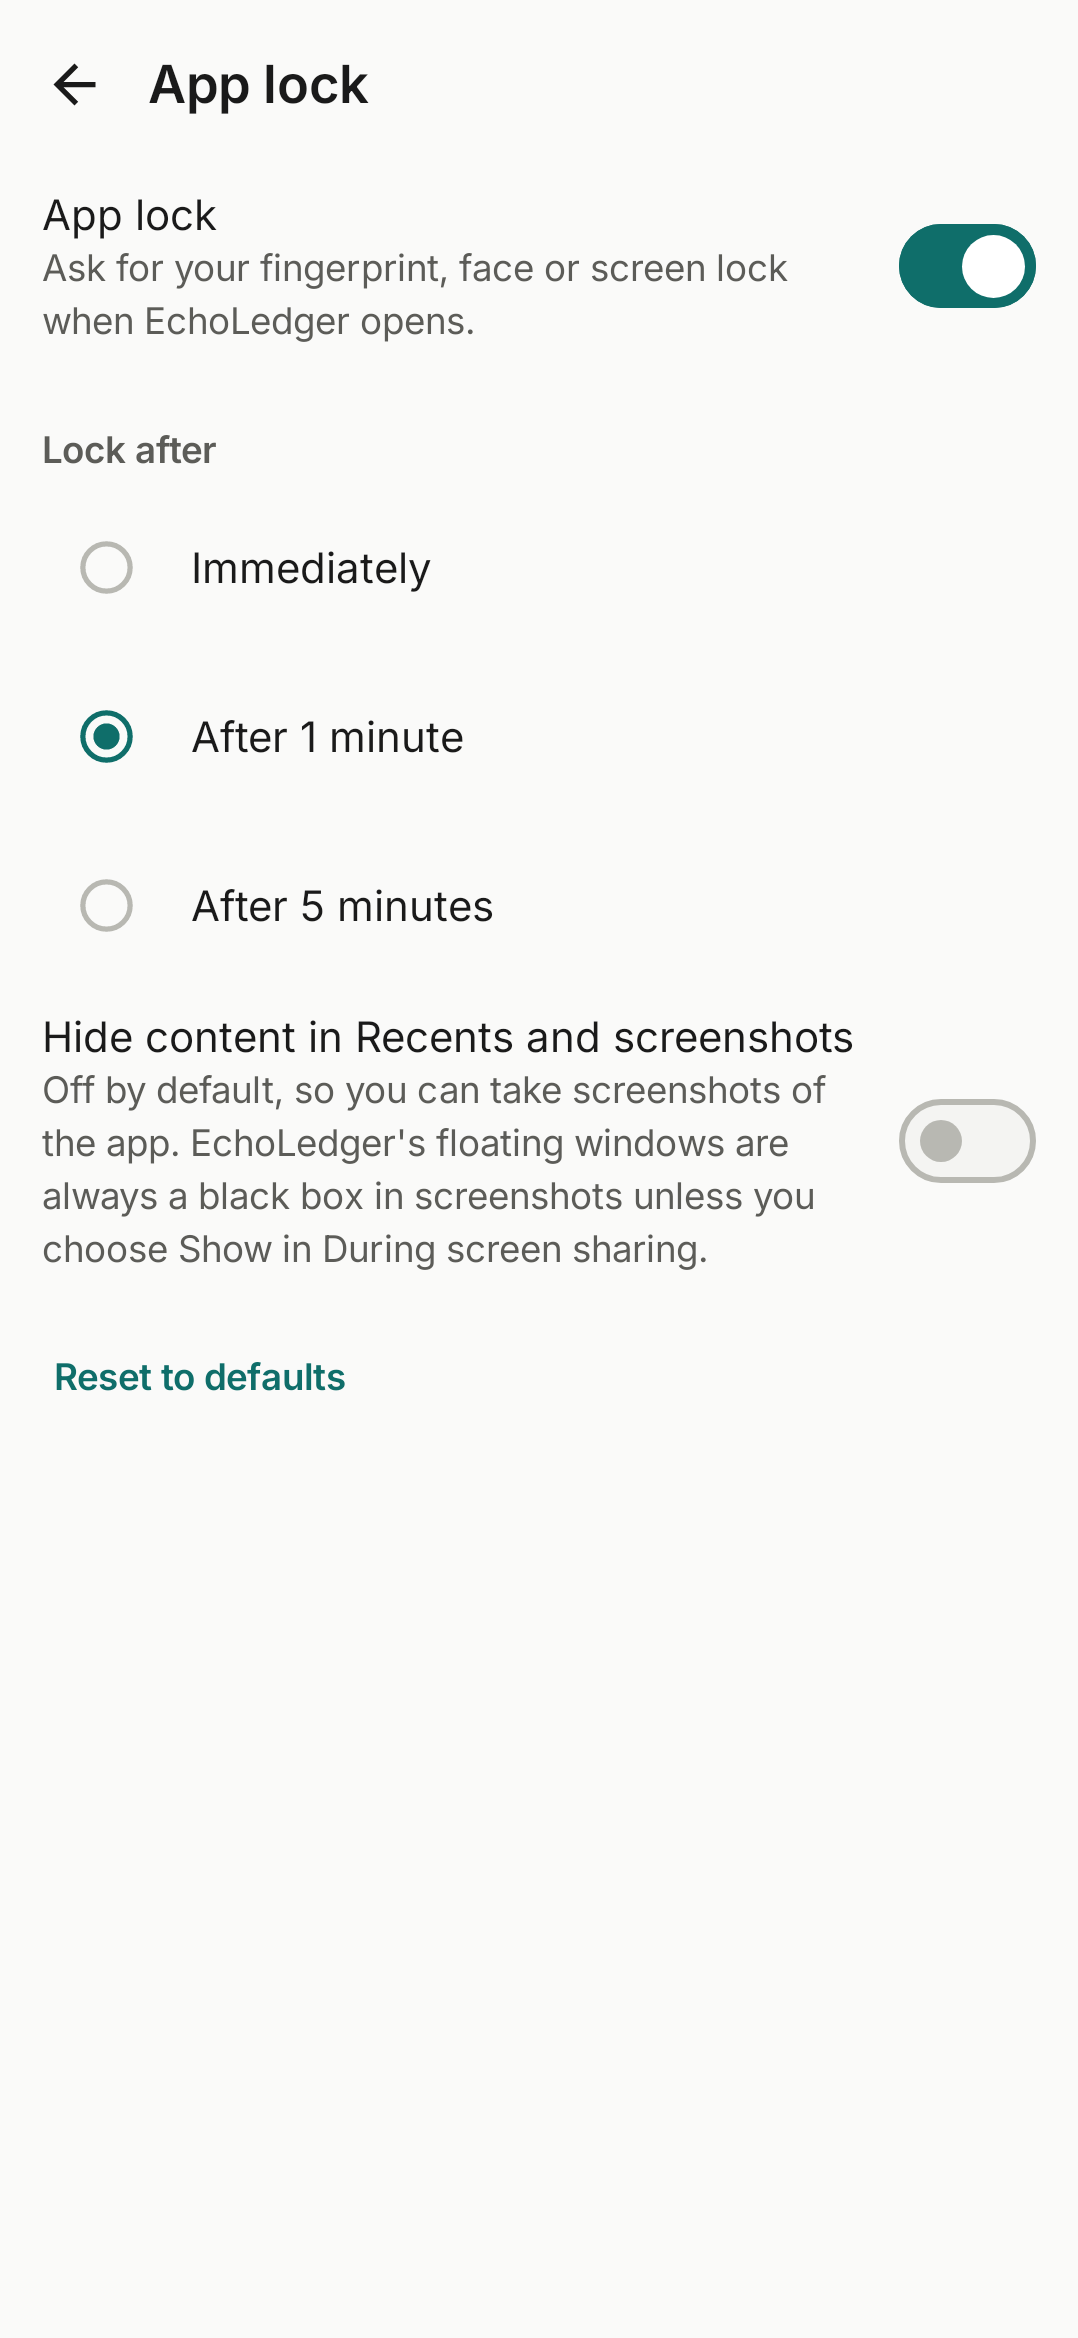 App lock
App lock
Ask for your fingerprint, face or screen lock
when EchoLedger opens.
Lock after
Immediately
After 1 minute
After 5 minutes
Hide content in Recents and screenshots
Off by default, so you can take screenshots of
the app. EchoLedger's floating windows are
always a black box in screenshots unless you
choose Show in During screen sharing.
Reset to defaults